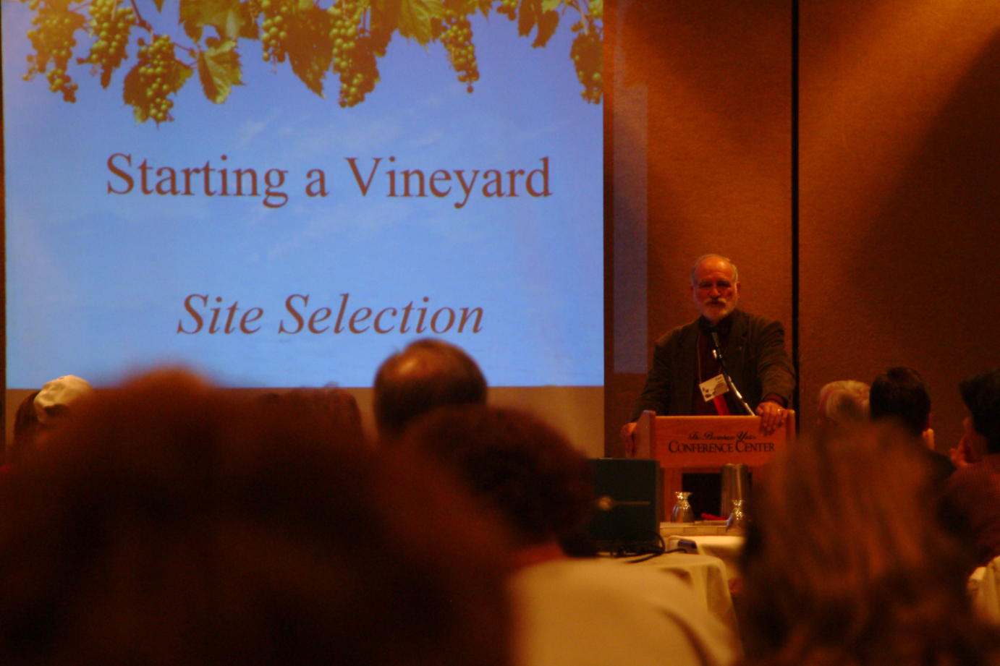 Starting a Vineyard
Site Selection
CONFERENCE CENTER